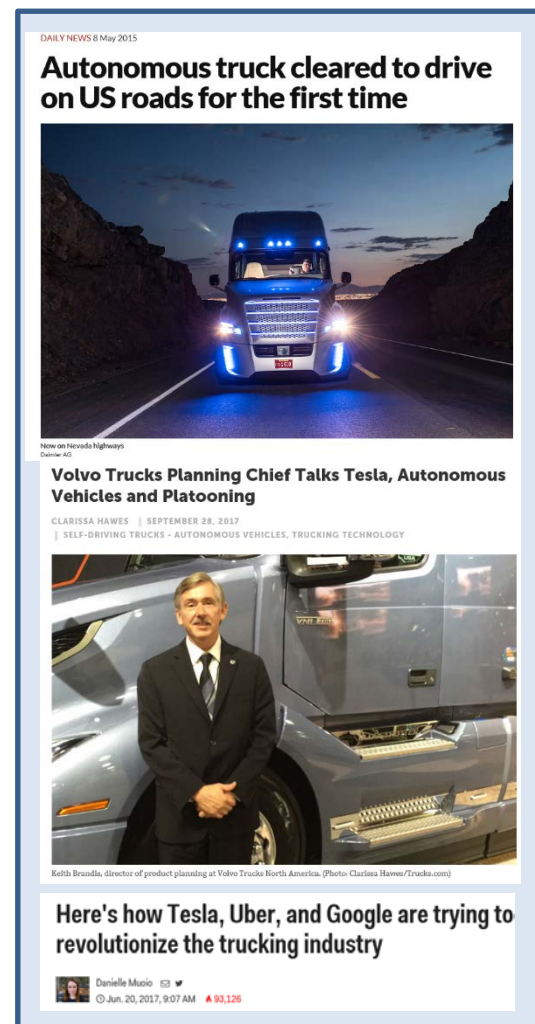 DAILY NEWS 8 May 2015
Autonomous truck cleared to drive
on US roads for the first time
Now on Nevada highways
Daimler AG
Volvo Trucks Planning Chief Talks Tesla, Autonomous
Vehicles and Platooning
CLARISSA HAWES | SEPTEMBER 28, 2017
| SELF-DRIVING TRUCKS - AUTONOMOUS VEHICLES, TRUCKING TECHNOLOGY
VNL
Keith Brandis, director of product planning at Volvo Trucks North America. (Photo: Clarissa Hawes/Trucks.com)
Here's how Tesla, Uber, and Google are trying to
revolutionize the trucking industry
Danielle Muoio
Jun. 20, 2017, 9:07 AM 93,126